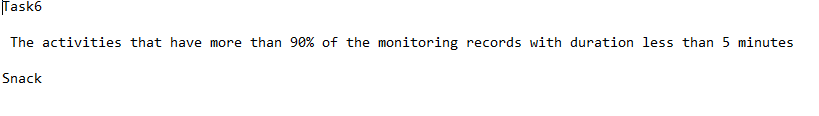 Task6
The activities that have more than 90% of the monitoring records with duration less than 5 minutes
Snack